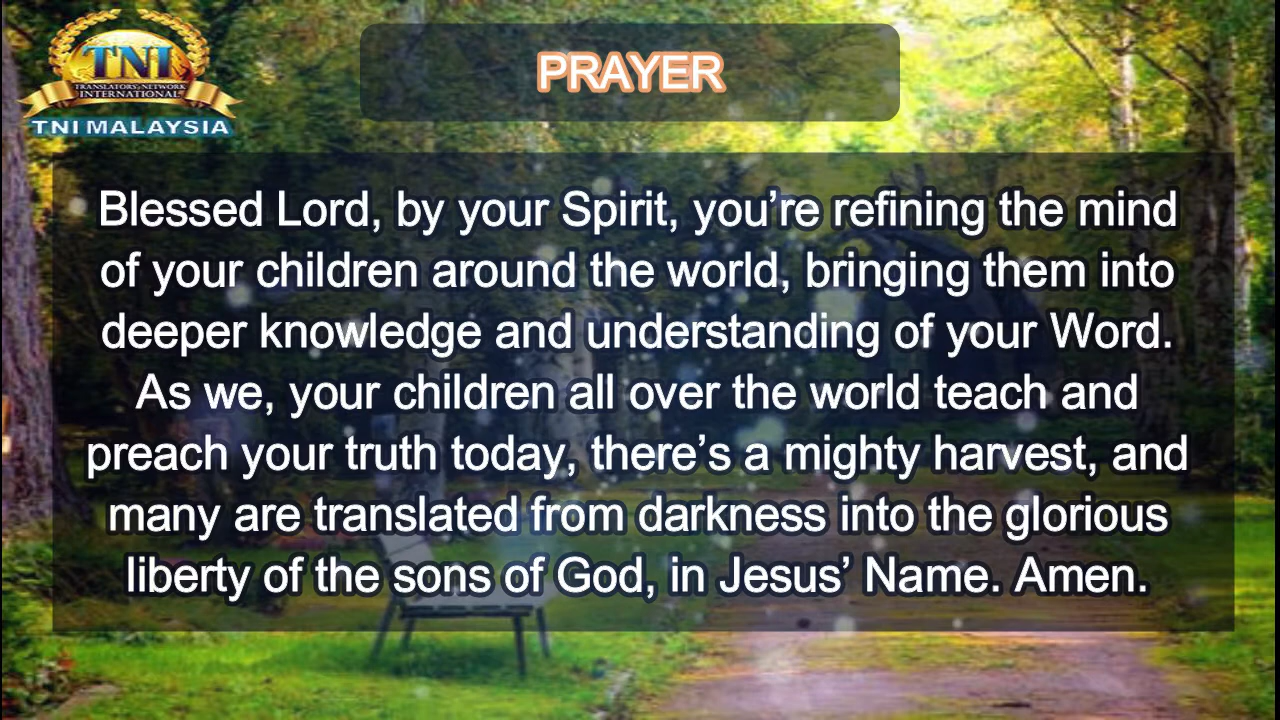 TNI
TRANSLATORS NETWORK
INTERNATIONAL
TNI MALAYSIA
PRAYER
Blessed Lord, by your Spirit, you’re refining the mind
of your children around the world, bringing them into
deeper knowledge and understanding of your Word.
As we, your children all over the world teach and
preach your truth today, there’s a mighty harvest, and
many are translated from darkness into the glorious
liberty of the sons of God, in Jesus’ Name. Amen.